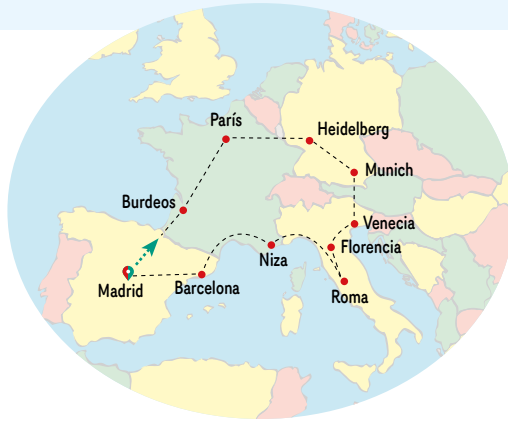 París
Heidelberg
Munich
Burdeos
Venecia
Florencia
Niza
Madrid
Barcelona
Roma